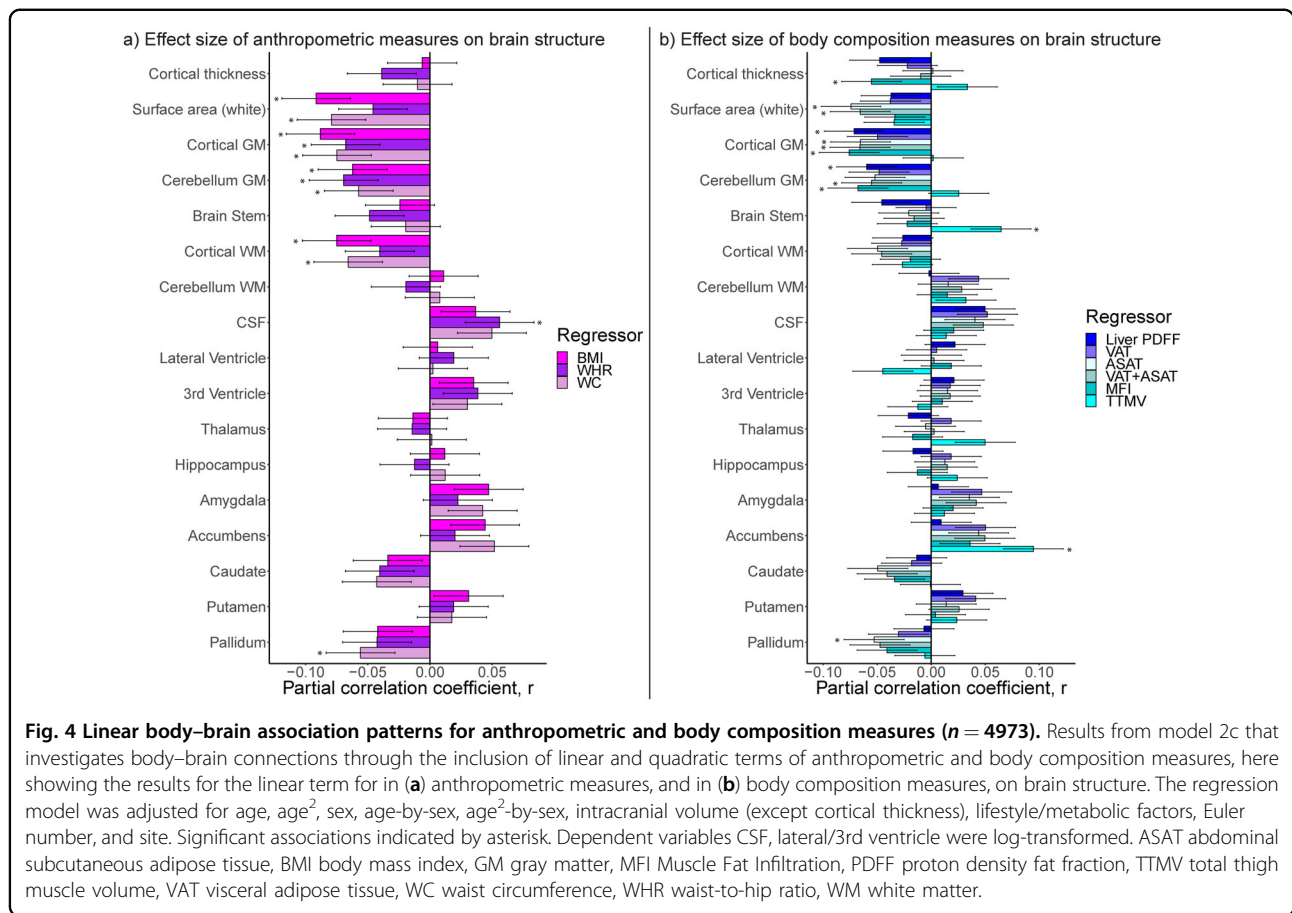 a) Effect size of anthropometric measures on brain structure
Cortical thickness
Surface area (white)
Cortical GM
Cerebellum GM
Brain Stem
Cortical WM
Cerebellum WM
CSF
Lateral Ventricle
3rd Ventricle
Thalamus
Hippocampus
Amygdala
Accumbens
Caudate
Putamen
Pallidum
* * * * * * * * * * * *
Regressor
BMI
WHR
WC
−0.10 −0.05 0.00 0.05
Partial correlation coefficient, r
b) Effect size of body composition measures on brain structure
Cortical thickness
Surface area (white)
Cortical GM
Cerebellum GM
Brain Stem
Cortical WM
Cerebellum WM
CSF
Lateral Ventricle
3rd Ventricle
Thalamus
Hippocampus
Amygdala
Accumbens
Caudate
Putamen
Pallidum
* * * * * * * * * * * * *
Regressor
Liver PDFF
VAT
ASAT
VAT+ASAT
MFI
TTMV
−0.10 −0.05 0.00 0.05 0.10
Partial correlation coefficient, r
Fig. 4 Linear body–brain association patterns for anthropometric and body composition measures (n = 4973). Results from model 2c that
investigates body–brain connections through the inclusion of linear and quadratic terms of anthropometric and body composition measures, here
showing the results for the linear term for in (a) anthropometric measures, and in (b) body composition measures, on brain structure. The regression
model was adjusted for age, age², sex, age-by-sex, age²-by-sex, intracranial volume (except cortical thickness), lifestyle/metabolic factors, Euler
number, and site. Significant associations indicated by asterisk. Dependent variables CSF, lateral/3rd ventricle were log-transformed. ASAT abdominal
subcutaneous adipose tissue, BMI body mass index, GM gray matter, MFI Muscle Fat Infiltration, PDFF proton density fat fraction, TTMV total thigh
muscle volume, VAT visceral adipose tissue, WC waist circumference, WHR waist-to-hip ratio, WM white matter.